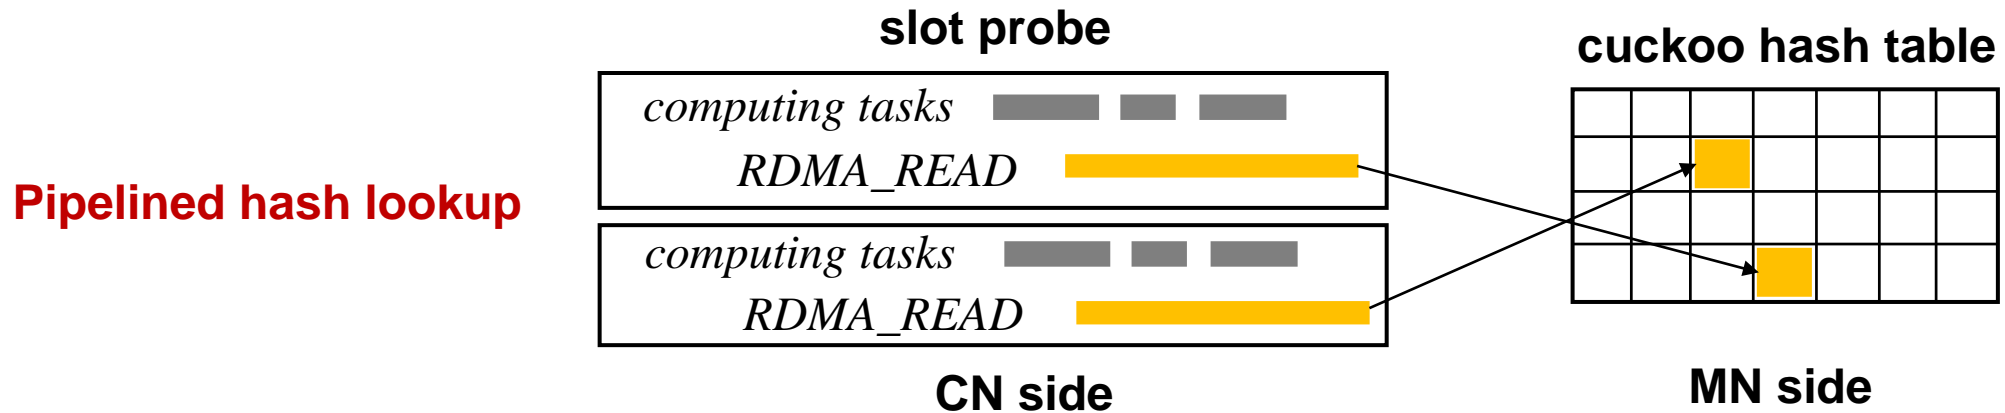 slot probe
cuckoo hash table
computing tasks
RDMA_READ
Pipelined hash lookup
computing tasks
RDMA_READ
CN side
MN side